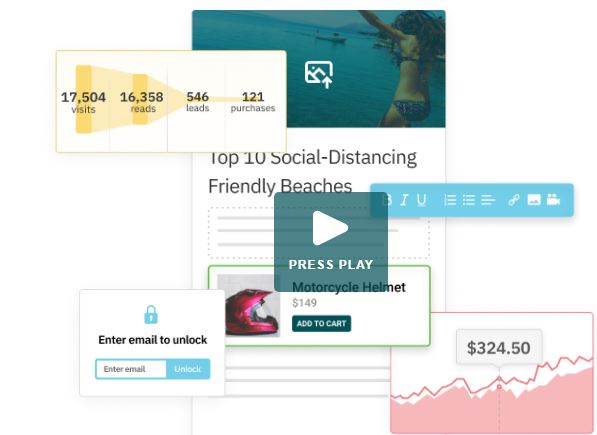 17,504
visits
16,358
reads
546
leads
121
purchases
Top 10 Social-Distancing
Friendly Beaches
B I U
PRESS PLAY
Motorcycle Helmet
$149
ADD TO CART
Enter email to unlock
Enter email
Unlock
$324.50